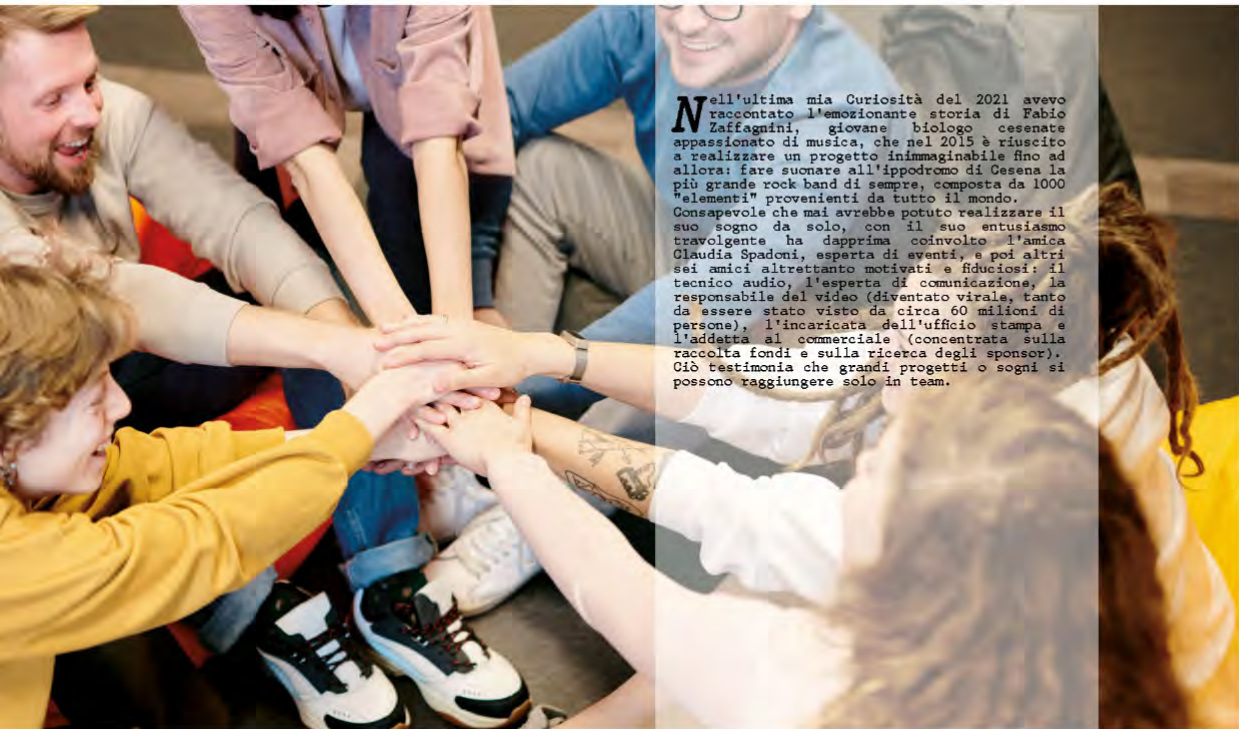 Nell'ultima mia Curiosità del 2021 avevo
raccontato l'emozionante storia di Fabio
Zaffagnini, giovane biologo cesenate
appassionato di musica, che nel 2015 è riuscito
a realizzare un progetto inimmaginabile fino ad
allora: fare suonare all'ippodromo di Cesena la
più grande rock band di sempre, composta da 1000
"elementi" provenienti da tutto il mondo.
Consapevole che mai avrebbe potuto realizzare il
suo sogno da solo, con il suo entusiasmo
travolgente ha dapprima coinvolto l'amica
Claudia Spadoni, esperta di eventi, e poi altri
sei amici altrettanto motivati e fiduciosi: il
tecnico audio, l'esperta di comunicazione, la
responsabile del video (diventato virale, tanto
da essere stato visto da circa 60 milioni di
persone), l'incaricata dell'ufficio stampa e
l'addetta al commerciale (concentrata sulla
raccolta fondi e sulla ricerca degli sponsor).
Ciò testimonia che grandi progetti o sogni si
possono raggiungere solo in team.